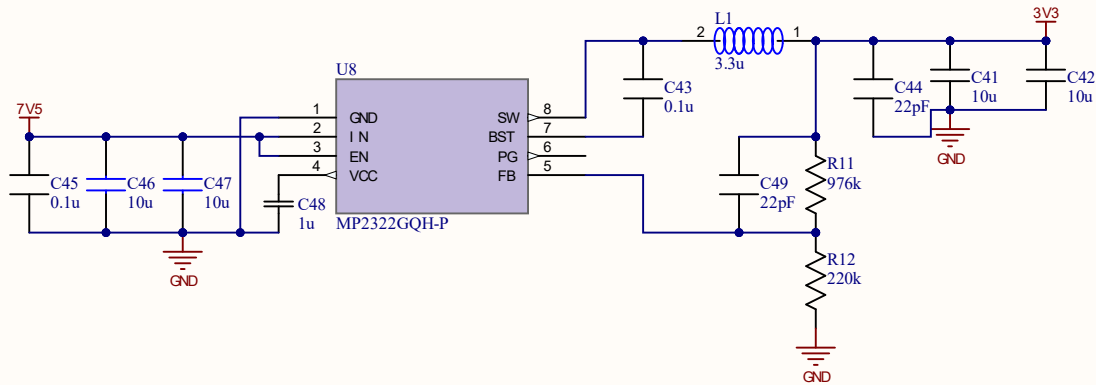 L1
3V3
2
1
3.3u
U8
C43
0.1u
C44
22pF
C41
10u
C42
10u
7V5
1
GND
SW
8
2
IN
BST
7
3
EN
PG
6
4
VCC
FB
5
GND
C45
0.1u
C46
10u
C47
10u
C48
1u
MP2322GQH-P
C49
22pF
R11
976k
GND
R12
220k
GND